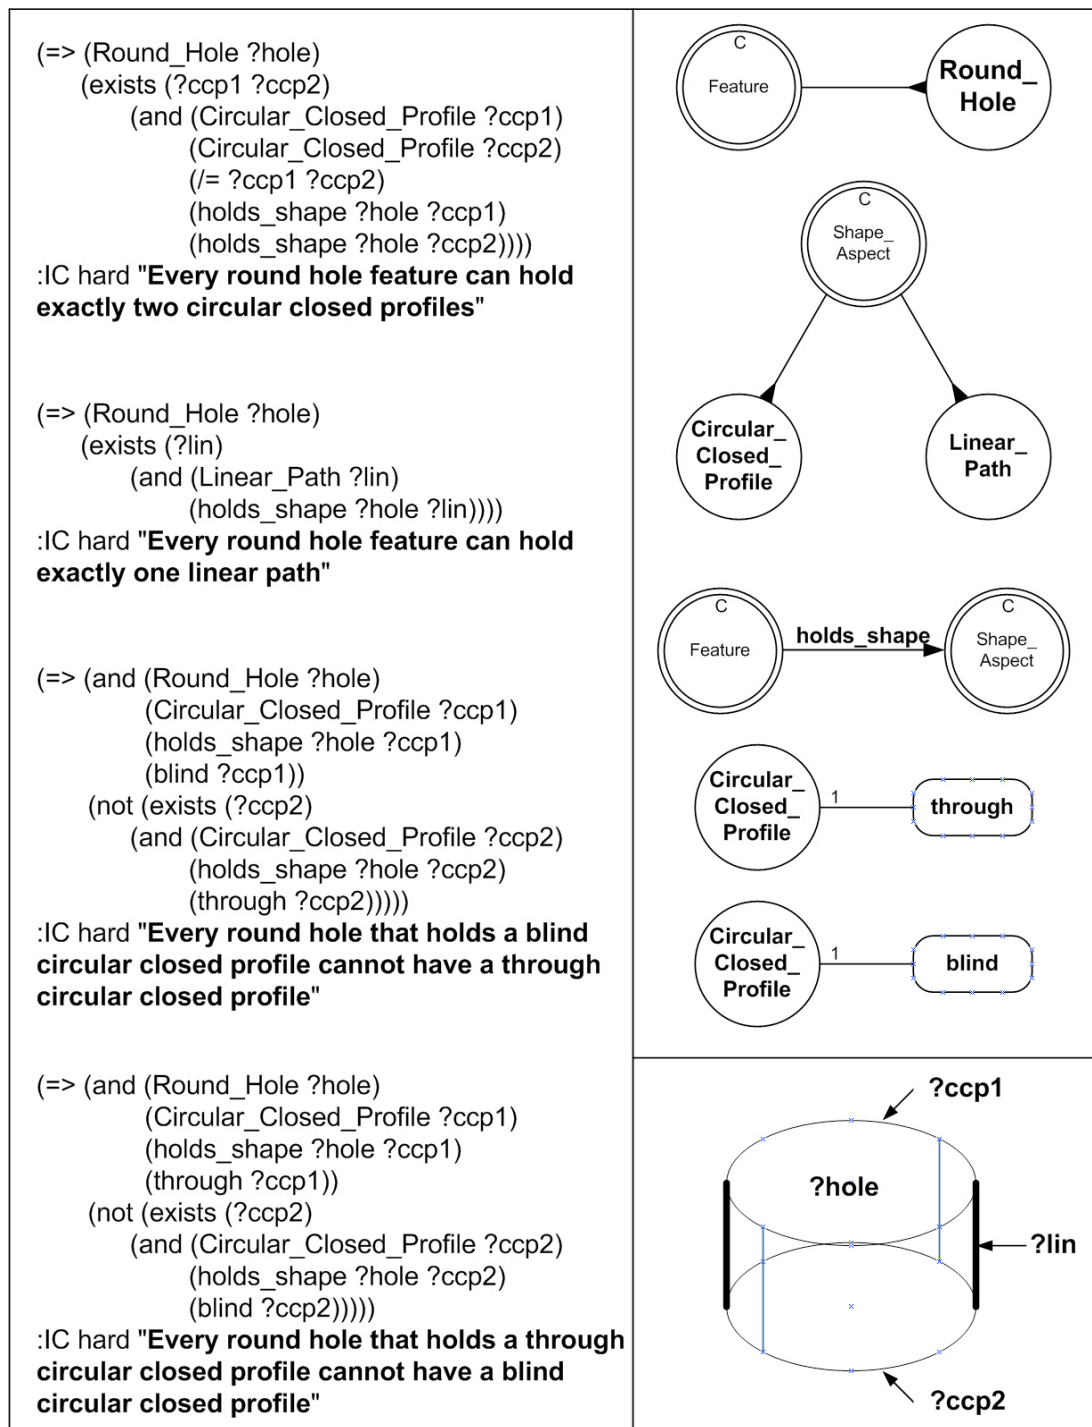 (=> (Round_Hole ?hole)
(exists (?ccp1 ?ccp2)
(and (Circular_Closed_Profile ?ccp1)
(Circular_Closed_Profile ?ccp2)
(/= ?ccp1 ?ccp2)
(holds_shape ?hole ?ccp1)
(holds_shape ?hole ?ccp2))))
:IC hard "Every round hole feature can hold
exactly two circular closed profiles"
(=> (Round_Hole ?hole)
(exists (?lin)
(and (Linear_Path ?lin)
(holds_shape ?hole ?lin))))
:IC hard "Every round hole feature can hold
exactly one linear path"
(=> (and (Round_Hole ?hole)
(Circular_Closed_Profile ?ccp1)
(holds_shape ?hole ?ccp1)
(blind ?ccp1))
(not (exists (?ccp2)
(and (Circular_Closed_Profile ?ccp2)
(holds_shape ?hole ?ccp2)
(through ?ccp2)))))
:IC hard "Every round hole that holds a blind
circular closed profile cannot have a through
circular closed profile"
(=> (and (Round_Hole ?hole)
(Circular_Closed_Profile ?ccp1)
(holds_shape ?hole ?ccp1)
(through ?ccp1))
(not (exists (?ccp2)
(and (Circular_Closed_Profile ?ccp2)
(holds_shape ?hole ?ccp2)
(blind ?ccp2)))))
:IC hard "Every round hole that holds a through
circular closed profile cannot have a blind
circular closed profile"
C
Feature
Round_
Hole
C
Shape_
Aspect
Circular_
Closed_
Profile
Linear_
Path
C
Feature
holds_shape
C
Shape_
Aspect
Circular_
Closed_
Profile
1
through
Circular_
Closed_
Profile
1
blind
?ccp1
?hole
?lin
?ccp2